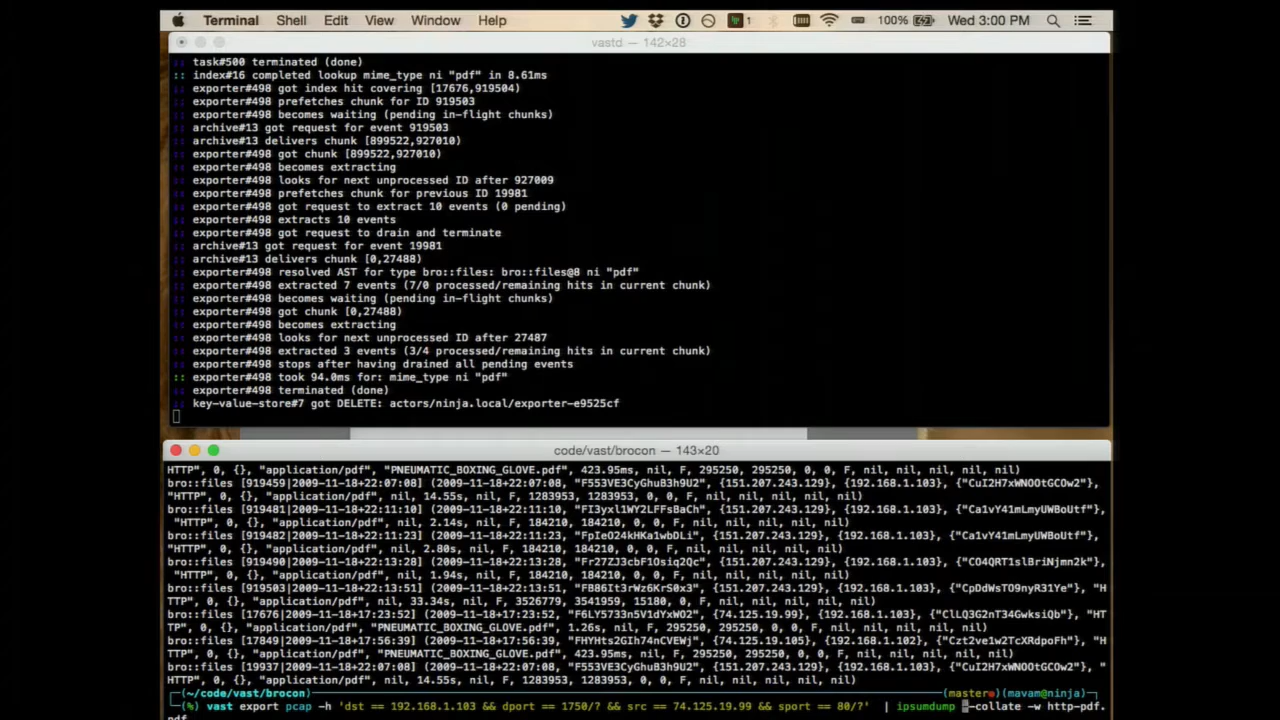 Terminal Shell Edit View Window Help 1 100% Wed 3:00 PM
vastd — 142×28
:: task#500 terminated (done)
:: index#16 completed lookup mime_type ni "pdf" in 8.61ms
:: exporter#498 got index hit covering [17676,919504)
:: exporter#498 prefetches chunk for ID 919503
:: exporter#498 becomes waiting (pending in-flight chunks)
:: archive#13 got request for event 919503
:: archive#13 delivers chunk [899522,927010)
:: exporter#498 got chunk [899522,927010)
:: exporter#498 becomes extracting
:: exporter#498 looks for next unprocessed ID after 927009
:: exporter#498 prefetches chunk for previous ID 19981
:: exporter#498 got request to extract 10 events (0 pending)
:: exporter#498 extracts 10 events
:: exporter#498 got request to drain and terminate
:: archive#13 got request for event 19981
:: archive#13 delivers chunk [0,27488)
:: exporter#498 resolved AST for type bro::files: bro::files@8 ni "pdf"
:: exporter#498 extracted 7 events (7/0 processed/remaining hits in current chunk)
:: exporter#498 becomes waiting (pending in-flight chunks)
:: exporter#498 got chunk [0,27488)
:: exporter#498 becomes extracting
:: exporter#498 looks for next unprocessed ID after 27487
:: exporter#498 extracted 3 events (3/4 processed/remaining hits in current chunk)
:: exporter#498 stops after having drained all pending events
:: exporter#498 took 94.0ms for: mime_type ni "pdf"
:: exporter#498 terminated (done)
:: key-value-store#7 got DELETE: actors/ninja.local/exporter-e9525cf
code/vast/brocon — 143×20
HTTP", 0, {}, "application/pdf", "PNEUMATIC_BOXING_GLOVE.pdf", 423.95ms, nil, F, 295250, 295250, 0, 0, F, nil, nil, nil, nil, nil)
bro::files [919459|2009-11-18+22:07:08] (2009-11-18+22:07:08, "F553VE3CyGhuB3h9U2", {151.207.243.129}, {192.168.1.103}, {"CuI2H7xWNOOtGCOw2"},
"HTTP", 0, {}, "application/pdf", nil, 14.55s, nil, F, 1283953, 1283953, 0, 0, F, nil, nil, nil, nil, nil)
bro::files [919481|2009-11-18+22:11:10] (2009-11-18+22:11:10, "FI3yxl1WY2LFFsBaCh", {151.207.243.129}, {192.168.1.103}, {"Ca1vY41mLmyUWBoUtf"},
"HTTP", 0, {}, "application/pdf", nil, 2.14s, nil, F, 184210, 184210, 0, 0, F, nil, nil, nil, nil, nil)
bro::files [919482|2009-11-18+22:11:23] (2009-11-18+22:11:23, "FpIeO24kHKa1wbDLi", {151.207.243.129}, {192.168.1.103}, {"Ca1vY41mLmyUWBoUtf"},
"HTTP", 0, {}, "application/pdf", nil, 2.80s, nil, F, 184210, 184210, 0, 0, F, nil, nil, nil, nil, nil)
bro::files [919490|2009-11-18+22:13:28] (2009-11-18+22:13:28, "Fr27ZJ3cbF1Osiq2Qc", {151.207.243.129}, {192.168.1.103}, {"CO4QRT1slBriNjmn2k"},
"HTTP", 0, {}, "application/pdf", nil, 1.94s, nil, F, 184210, 184210, 0, 0, F, nil, nil, nil, nil, nil)
bro::files [919503|2009-11-18+22:13:51] (2009-11-18+22:13:51, "FB86It3rWz6KrS0x3", {151.207.243.129}, {192.168.1.103}, {"CpDdWsTO9nyR31Ye"}, "H
TTP", 0, {}, "application/pdf", nil, 33.34s, nil, F, 3526779, 3541959, 15180, 0, F, nil, nil, nil, nil, nil)
bro::files [17676|2009-11-18+17:23:52] (2009-11-18+17:23:52, "F6LY5733n5V1dYxWO2", {74.125.19.99}, {192.168.1.103}, {"ClLQ3G2nT34GwksiQb"}, "HT
TP", 0, {}, "application/pdf", "PNEUMATIC_BOXING_GLOVE.pdf", 1.26s, nil, F, 295250, 295250, 0, 0, F, nil, nil, nil, nil, nil)
bro::files [17849|2009-11-18+17:56:39] (2009-11-18+17:56:39, "FHYHts2GIh74nCVEWj", {74.125.19.105}, {192.168.1.102}, {"Czt2ve1w2TcXRdpoFh"}, "H
TTP", 0, {}, "application/pdf", "PNEUMATIC_BOXING_GLOVE.pdf", 423.95ms, nil, F, 295250, 295250, 0, 0, F, nil, nil, nil, nil, nil)
bro::files [19937|2009-11-18+22:07:08] (2009-11-18+22:07:08, "F553VE3CyGhuB3h9U2", {151.207.243.129}, {192.168.1.103}, {"CuI2H7xWNOOtGCOw2"}, "
HTTP", 0, {}, "application/pdf", nil, 14.55s, nil, F, 1283953, 1283953, 0, 0, F, nil, nil, nil, nil, nil)
(~/code/vast/brocon) (master●)(mavam@ninja)
(%) vast export pcap -h 'dst == 192.168.1.103 && dport == 1750/? && src == 74.125.19.99 && sport == 80/?' | ipsumdump --collate -w http-pdf.
pdf